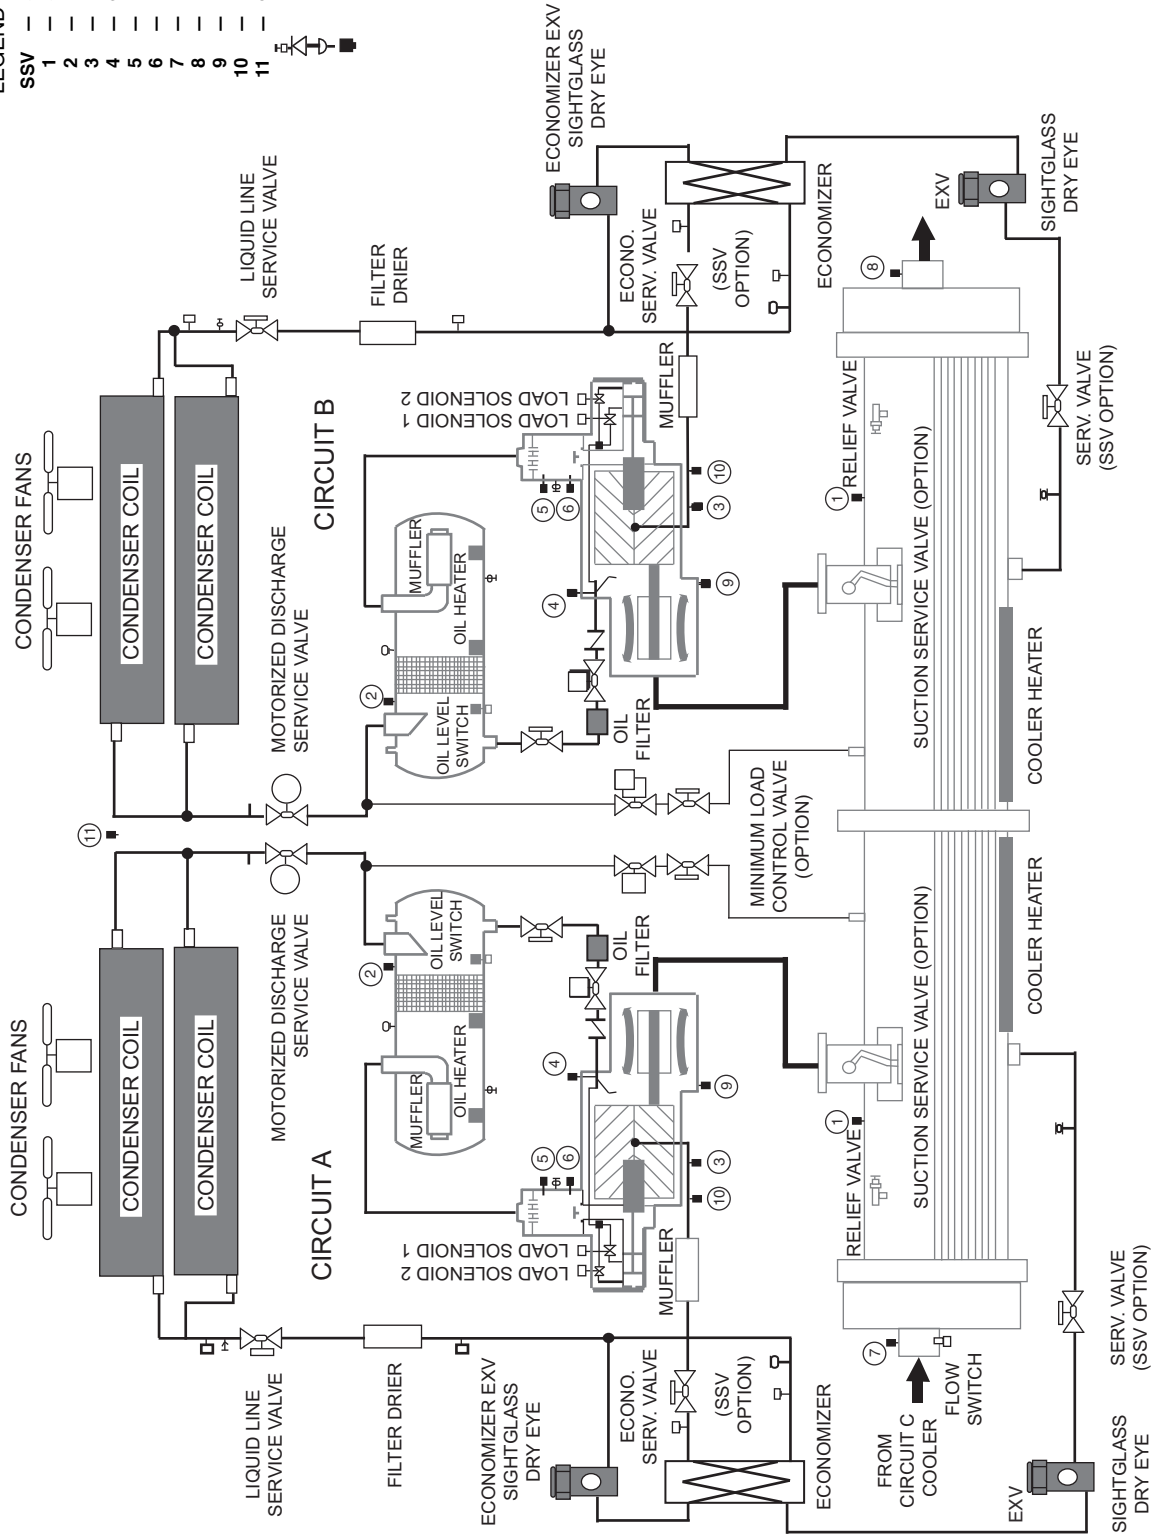 LEGEND
SSV –
1 –
2 –
3 –
4 –
5 –
6 –
7 –
8 –
9 –
10 –
11 –
CONDENSER FANS
CONDENSER COIL
CONDENSER COIL
LIQUID LINE
SERVICE VALVE
MOTORIZED DISCHARGE
SERVICE VALVE
FILTER DRIER
CIRCUIT A
MUFFLER
OIL HEATER
OIL LEVEL
SWITCH
2
ECONOMIZER EXV
SIGHTGLASS
DRY EYE
LOAD SOLENOID 1
LOAD SOLENOID 2
5
6
4
OIL
FILTER
ECONO.
SERV. VALVE
MUFFLER
10
3
9
(SSV
OPTION)
ECONOMIZER
11
CONDENSER FANS
CONDENSER COIL
CONDENSER COIL
MOTORIZED DISCHARGE
SERVICE VALVE
LIQUID LINE
SERVICE VALVE
CIRCUIT B
FILTER
DRIER
2
OIL LEVEL
SWITCH
MUFFLER
OIL HEATER
LOAD SOLENOID 2
LOAD SOLENOID 1
5
6
4
OIL
FILTER
ECONOMIZER EXV
SIGHTGLASS
DRY EYE
ECONO.
SERV. VALVE
MUFFLER
9
3
10
(SSV
OPTION)
ECONOMIZER
MINIMUM LOAD
CONTROL VALVE
(OPTION)
RELIEF VALVE
1
RELIEF VALVE
1
7
8
FROM
CIRCUIT C
COOLER
FLOW
SWITCH
SUCTION SERVICE VALVE (OPTION)
SUCTION SERVICE VALVE (OPTION)
EXV
EXV
COOLER HEATER
COOLER HEATER
SIGHTGLASS
DRY EYE
SERV. VALVE
(SSV OPTION)
SERV. VALVE
(SSV OPTION)
SIGHTGLASS
DRY EYE